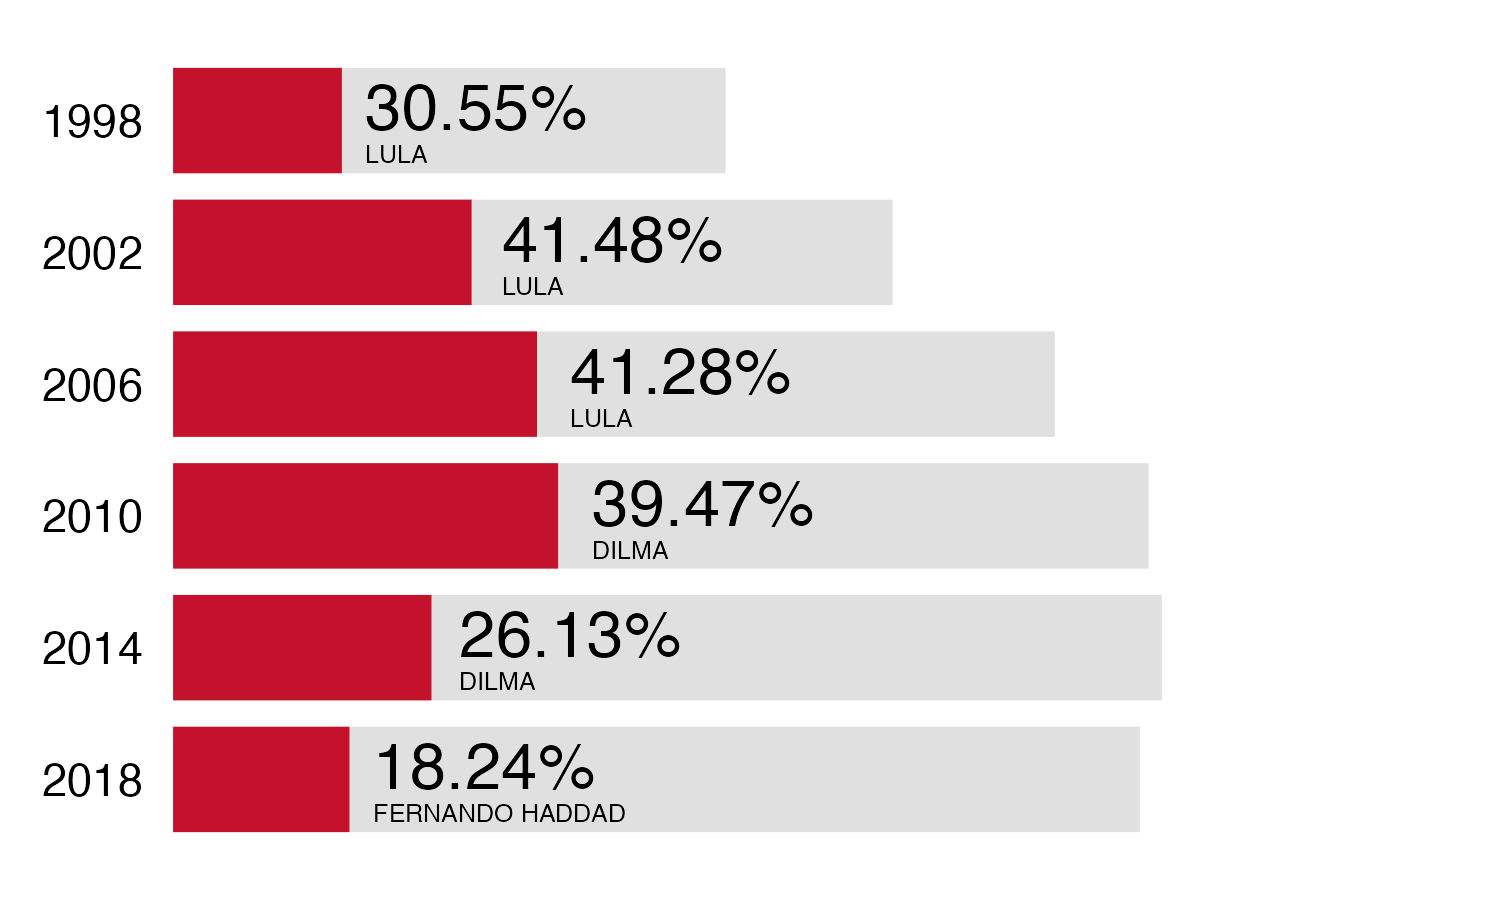 1998
30.55%
LULA
2002
41.48%
LULA
2006
41.28%
LULA
2010
39.47%
DILMA
2014
26.13%
DILMA
2018
18.24%
FERNANDO HADDAD